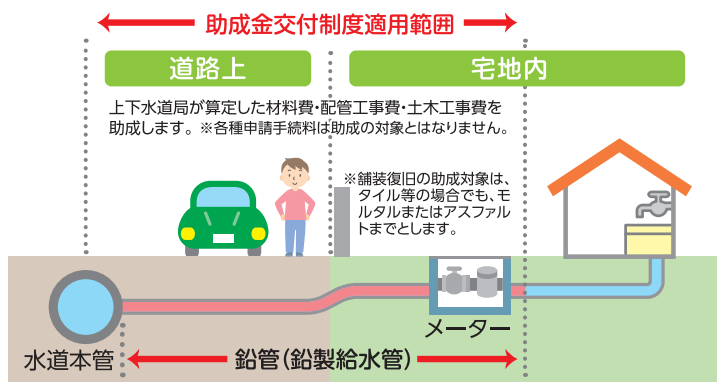 助成金交付制度適用範囲
道路上
宅地内
上下水道局が算定した材料費・配管工事費・土木工事費を
助成します。※各種申請手続料は助成の対象とはなりません。
※舗装復旧の助成対象は、
タイル等の場合でも、モ
ルタルまたはアスファル
トまでとします。
メーター
水道本管
鉛管(鉛製給水管)